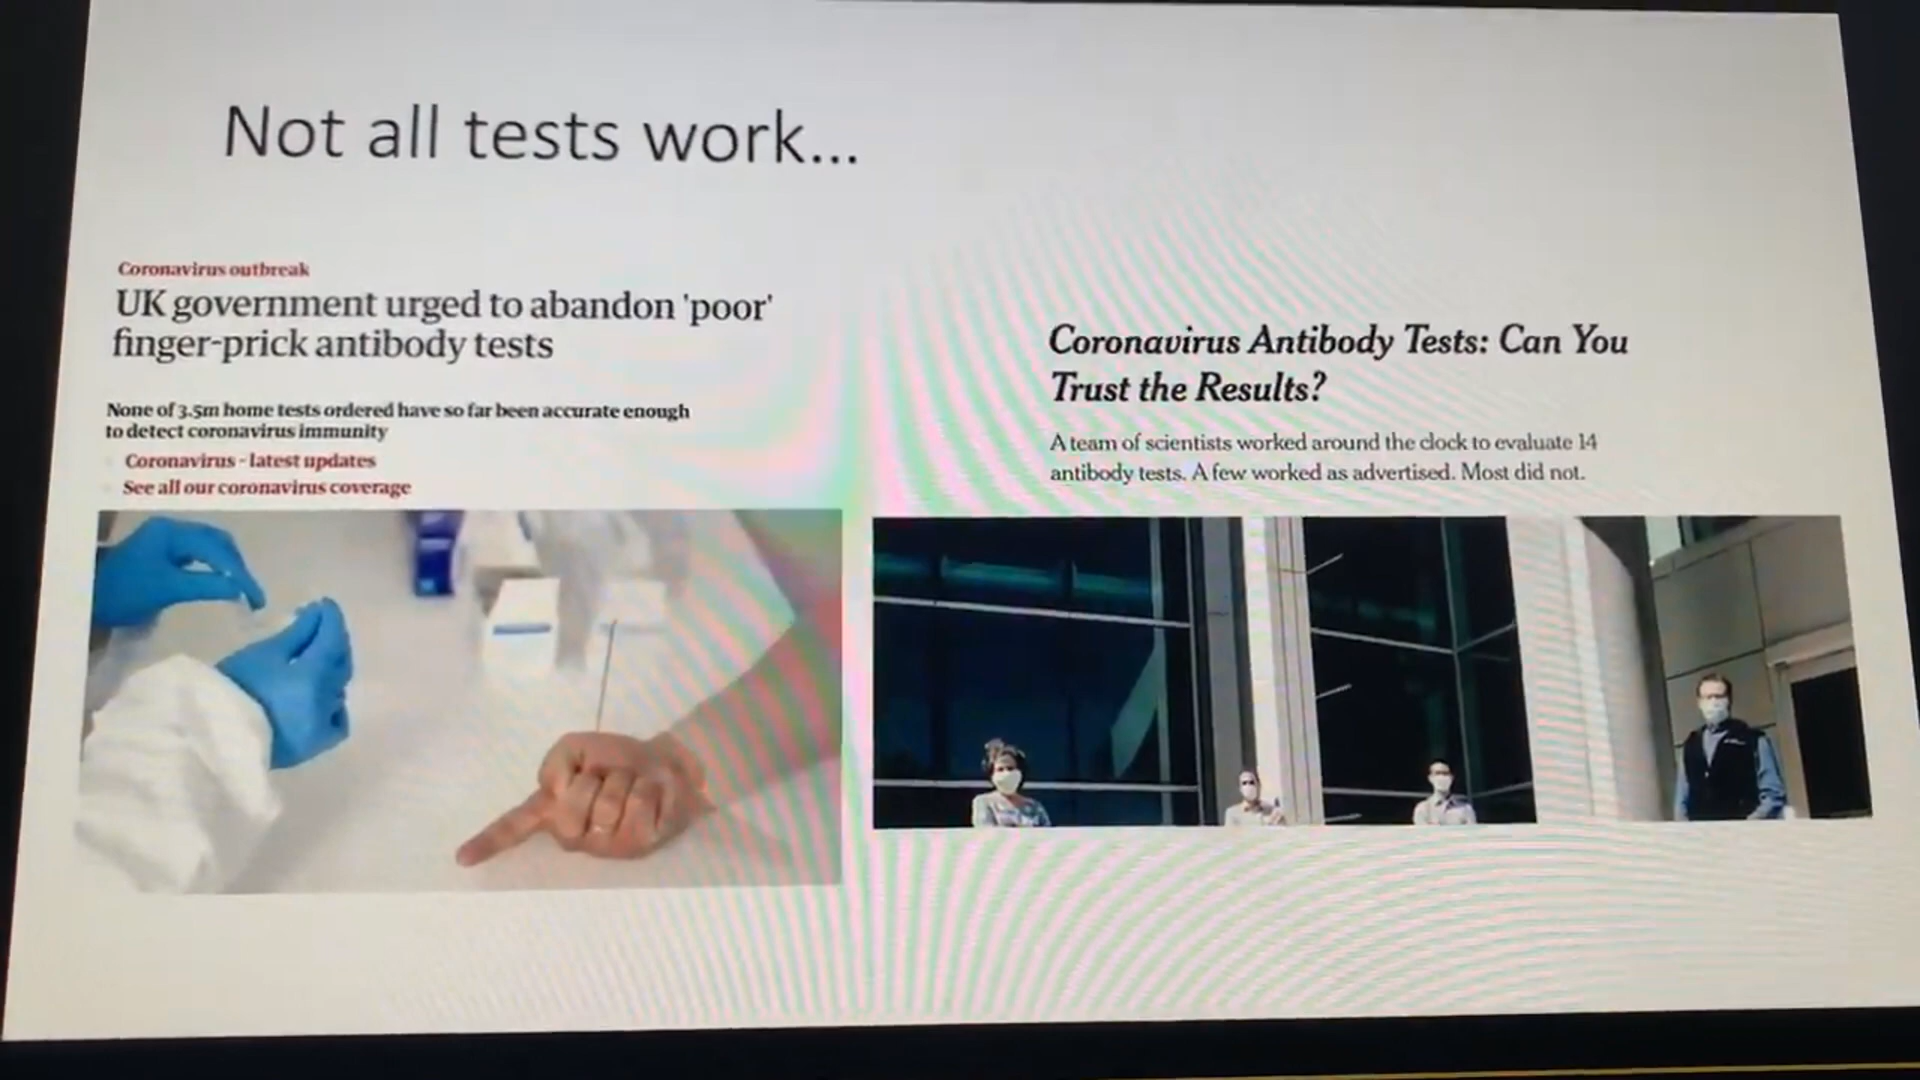 Not all tests work...
Coronavirus outbreak
UK government urged to abandon 'poor'
finger-prick antibody tests
None of 3.5m home tests ordered have so far been accurate enough
to detect coronavirus immunity
Coronavirus - latest updates
See all our coronavirus coverage
Coronavirus Antibody Tests: Can You
Trust the Results?
A team of scientists worked around the clock to evaluate 14
antibody tests. A few worked as advertised. Most did not.